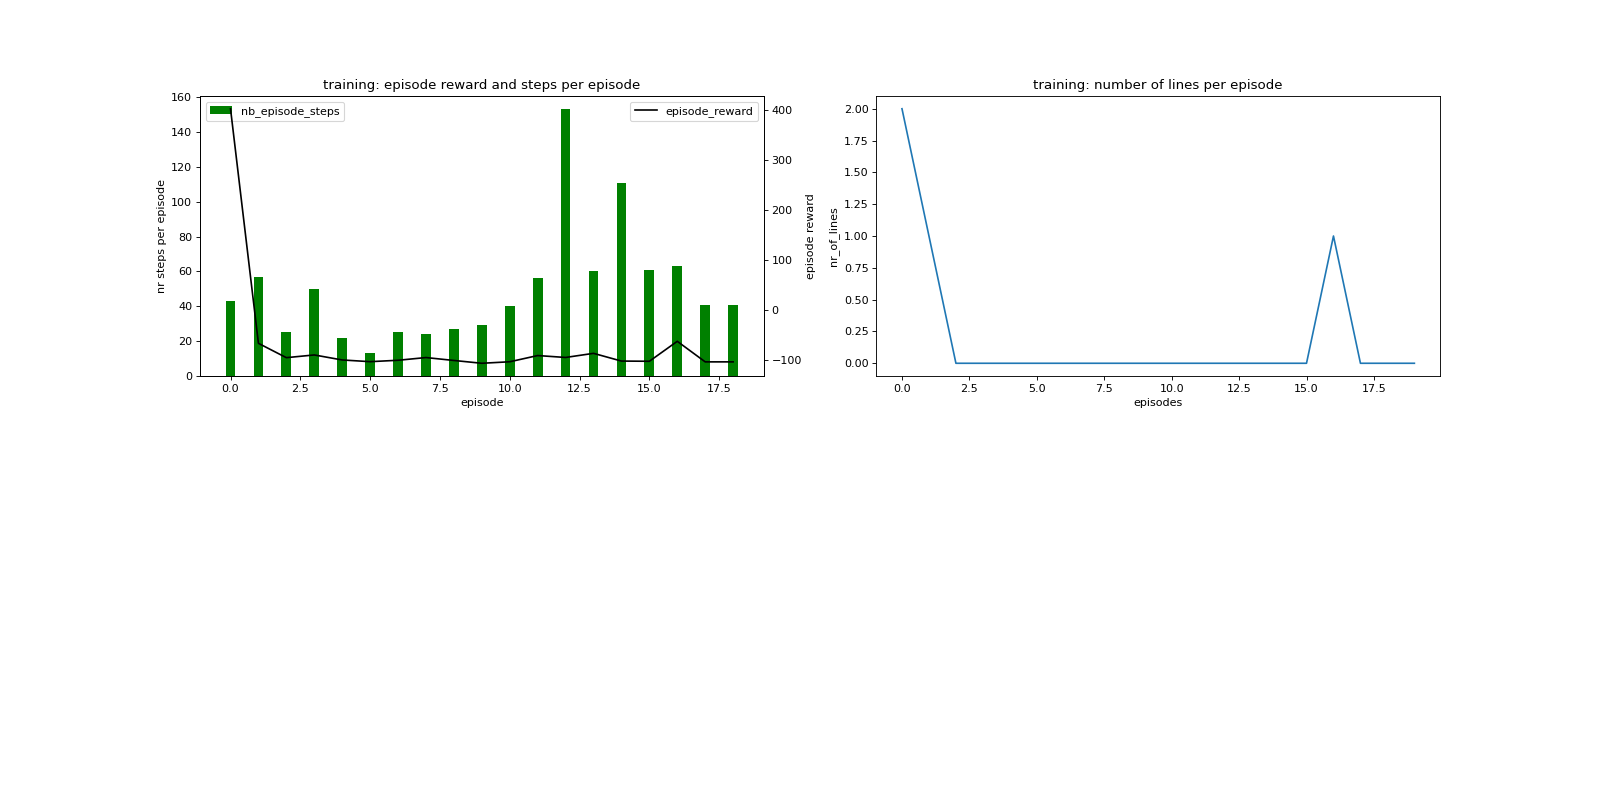 training: episode reward and steps per episode
nb_episode_steps
episode_reward
nr steps per episode
160
140
120
100
80
60
40
20
0
400
300
200
100
0
−100
episode reward
0.0 2.5 5.0 7.5 10.0 12.5 15.0 17.5
episode
training: number of lines per episode
nr_of_lines
2.00
1.75
1.50
1.25
1.00
0.75
0.50
0.25
0.00
0.0 2.5 5.0 7.5 10.0 12.5 15.0 17.5
episodes